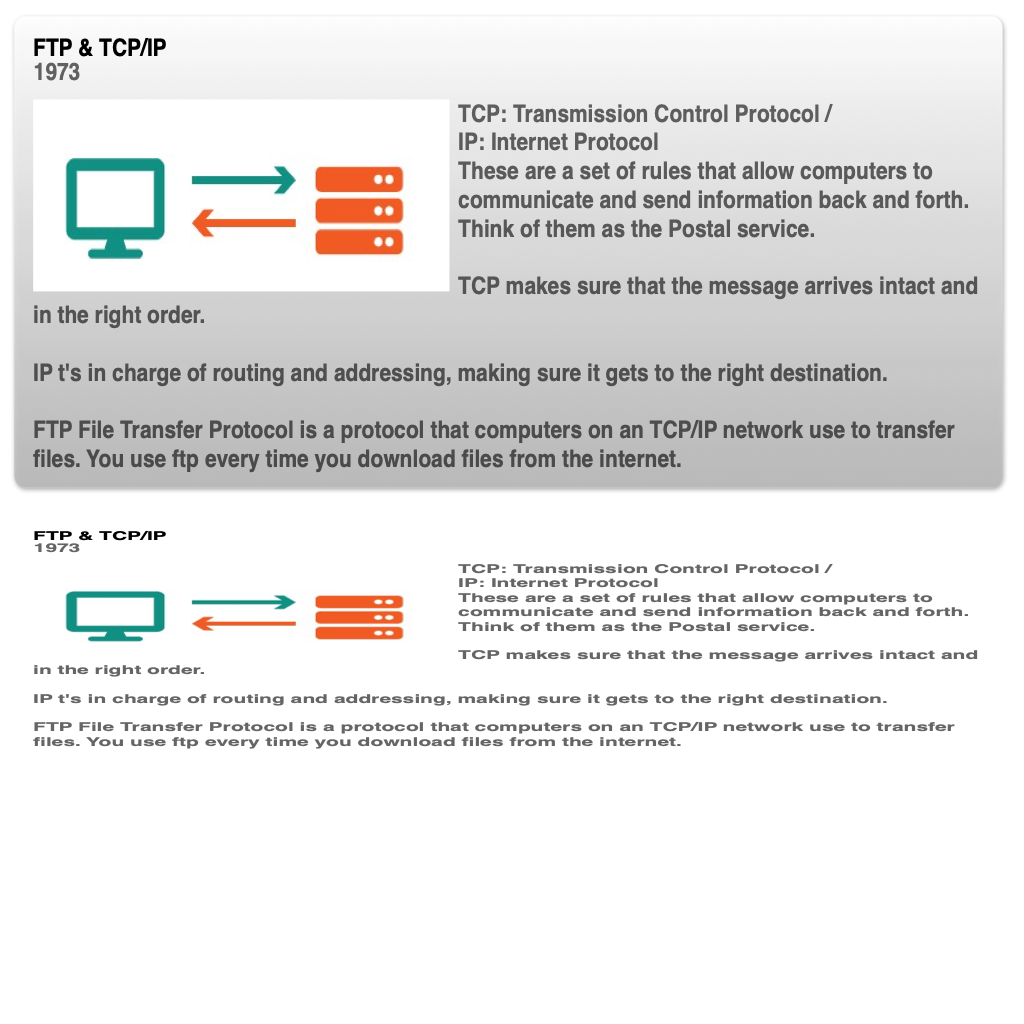 FTP & TCP/IP
1973
TCP: Transmission Control Protocol /
IP: Internet Protocol
These are a set of rules that allow computers to
communicate and send information back and forth.
Think of them as the Postal service.
TCP makes sure that the message arrives intact and
in the right order.
IP t's in charge of routing and addressing, making sure it gets to the right destination.
FTP File Transfer Protocol is a protocol that computers on an TCP/IP network use to transfer
files. You use ftp every time you download files from the internet.
FTP & TCP/IP
1973
TCP: Transmission Control Protocol /
IP: Internet Protocol
These are a set of rules that allow computers to
communicate and send information back and forth.
Think of them as the Postal service.
TCP makes sure that the message arrives intact and
in the right order.
IP t's in charge of routing and addressing, making sure it gets to the right destination.
FTP File Transfer Protocol is a protocol that computers on an TCP/IP network use to transfer
files. You use ftp every time you download files from the internet.